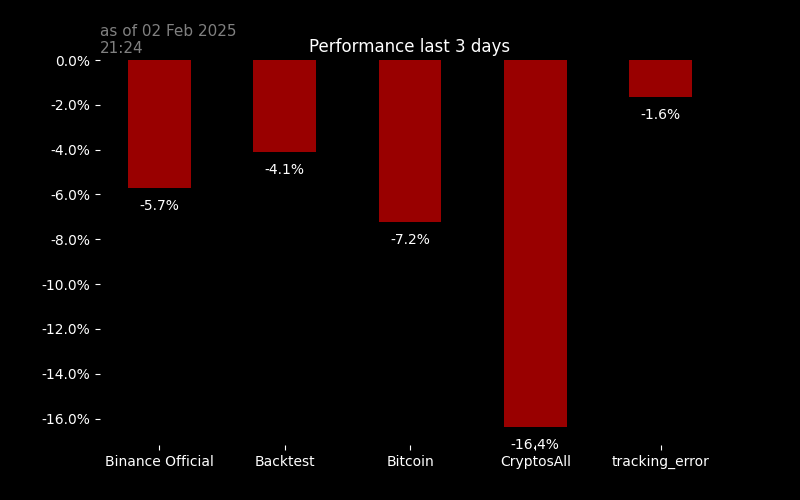 as of 02 Feb 2025
21:24
Performance last 3 days
0.0%
-2.0%
-4.0%
-6.0%
-8.0%
-10.0%
-12.0%
-14.0%
-16.0%
-5.7%
-4.1%
-7.2%
-16.4%
-1.6%
Binance Official
Backtest
Bitcoin
CryptosAll
tracking_error